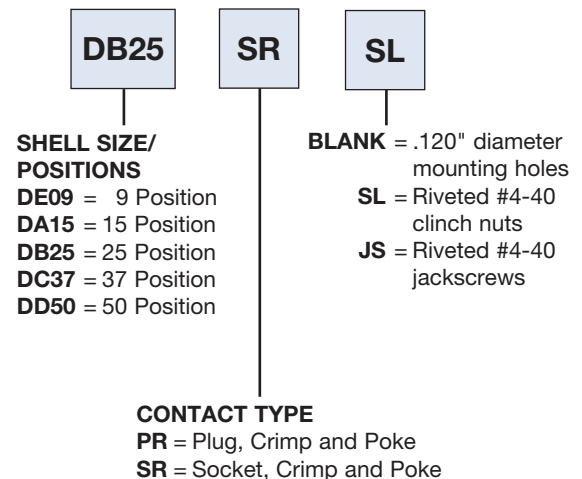 DB25 SR SL
SHELL SIZE/
POSITIONS
DE09 = 9 Position
DA15 = 15 Position
DB25 = 25 Position
DC37 = 37 Position
DD50 = 50 Position
BLANK = .120" diameter
mounting holes
SL = Riveted #4-40
clinch nuts
JS = Riveted #4-40
jackscrews
CONTACT TYPE
PR = Plug, Crimp and Poke
SR = Socket, Crimp and Poke